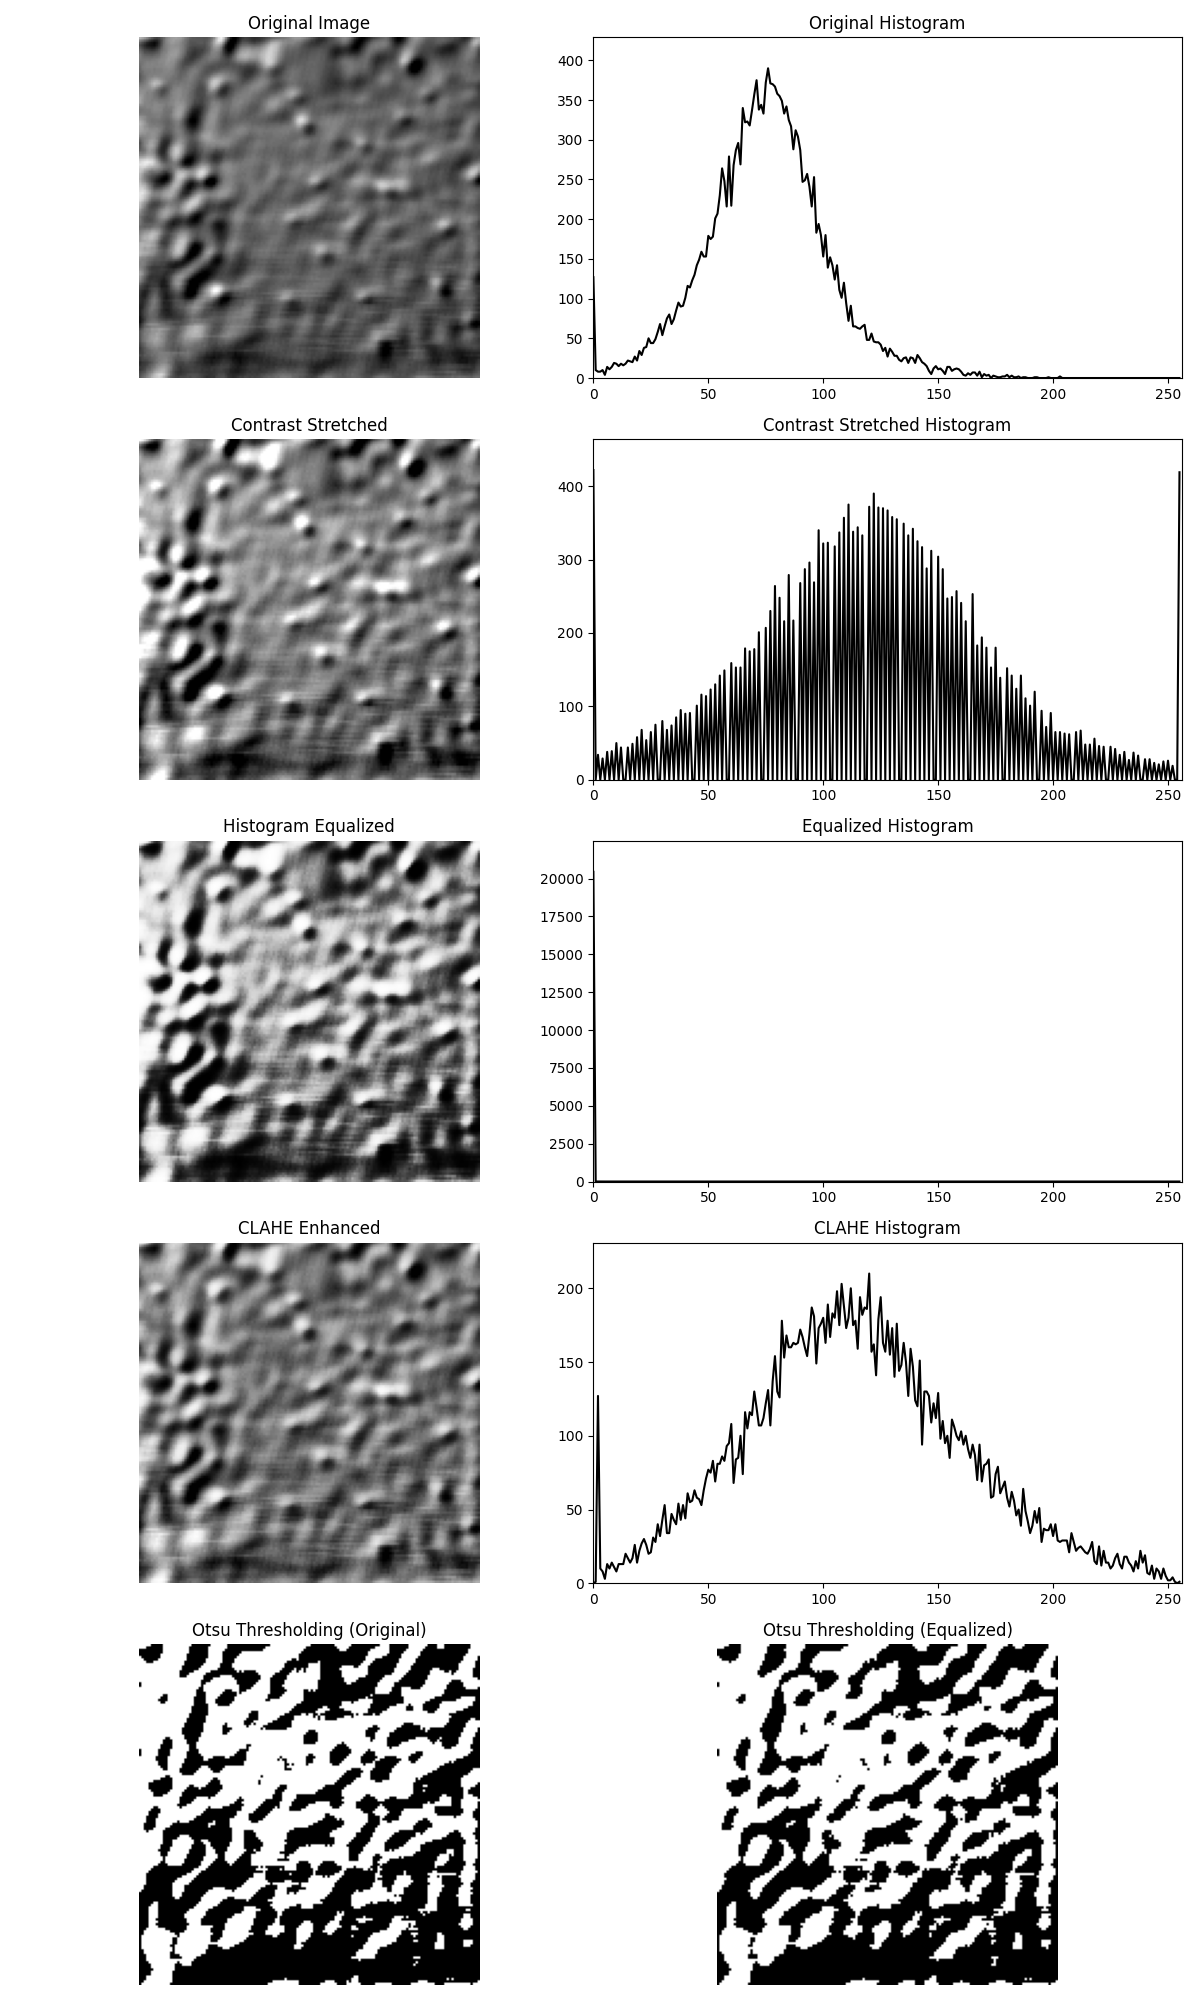 Original Image
Original Histogram
400
350
300
250
200
150
100
50
0
0 50 100 150 200 250
Contrast Stretched
Contrast Stretched Histogram
400
300
200
100
0
0 50 100 150 200 250
Histogram Equalized
Equalized Histogram
20000
17500
15000
12500
10000
7500
5000
2500
0
0 50 100 150 200 250
CLAHE Enhanced
CLAHE Histogram
200
150
100
50
0
0 50 100 150 200 250
Otsu Thresholding (Original)
Otsu Thresholding (Equalized)